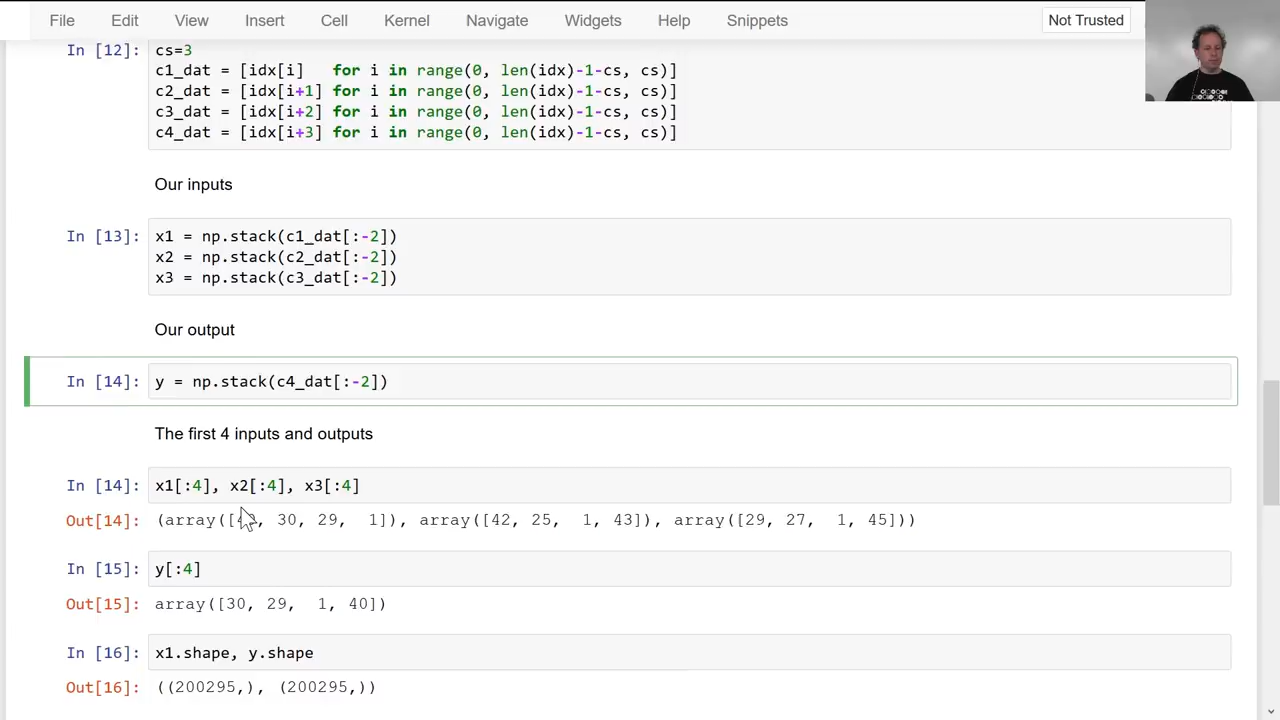 File Edit View Insert Cell Kernel Navigate Widgets Help Snippets Not Trusted
In [12]: cs=3
c1_dat = [idx[i]   for i in range(0, len(idx)-1-cs, cs)]
c2_dat = [idx[i+1] for i in range(0, len(idx)-1-cs, cs)]
c3_dat = [idx[i+2] for i in range(0, len(idx)-1-cs, cs)]
c4_dat = [idx[i+3] for i in range(0, len(idx)-1-cs, cs)]
Our inputs
In [13]: x1 = np.stack(c1_dat[:-2])
x2 = np.stack(c2_dat[:-2])
x3 = np.stack(c3_dat[:-2])
Our output
In [14]: y = np.stack(c4_dat[:-2])
The first 4 inputs and outputs
In [14]: x1[:4], x2[:4], x3[:4]
Out[14]: (array([ , 30, 29,  1]), array([42, 25,  1, 43]), array([29, 27,  1, 45]))
In [15]: y[:4]
Out[15]: array([30, 29,  1, 40])
In [16]: x1.shape, y.shape
Out[16]: ((200295,), (200295,))